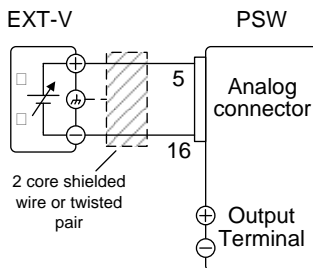 EXT-V
PSW
5
Analog
connector
16
2 core shielded
wire or twisted
pair
Output
Terminal